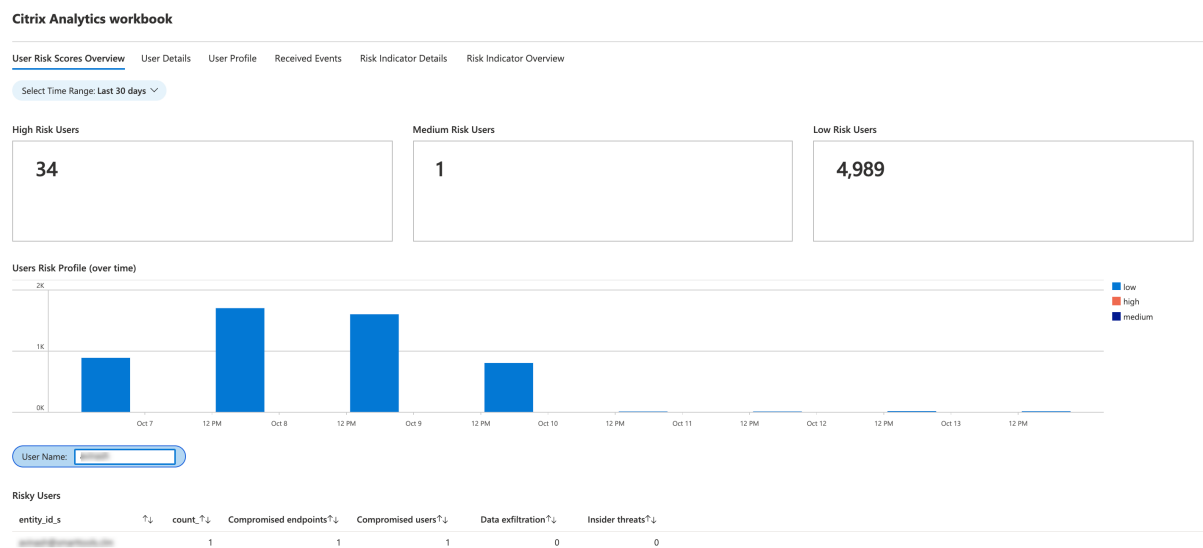 Citrix Analytics workbook
User Risk Scores Overview User Details User Profile Received Events Risk Indicator Details Risk Indicator Overview
Select Time Range: Last 30 days
High Risk Users Medium Risk Users Low Risk Users
34 1 4,989
Users Risk Profile (over time)
2K
low
high
medium
1K
0K
Oct 7 12 PM Oct 8 12 PM Oct 9 12 PM Oct 10 12 PM Oct 11 12 PM Oct 12 12 PM Oct 13 12 PM
User Name:
Risky Users
entity_id_s ↑↓ count_↑↓ Compromised endpoints↑↓ Compromised users↑↓ Data exfiltration↑↓ Insider threats↑↓
1 1 1 0 0